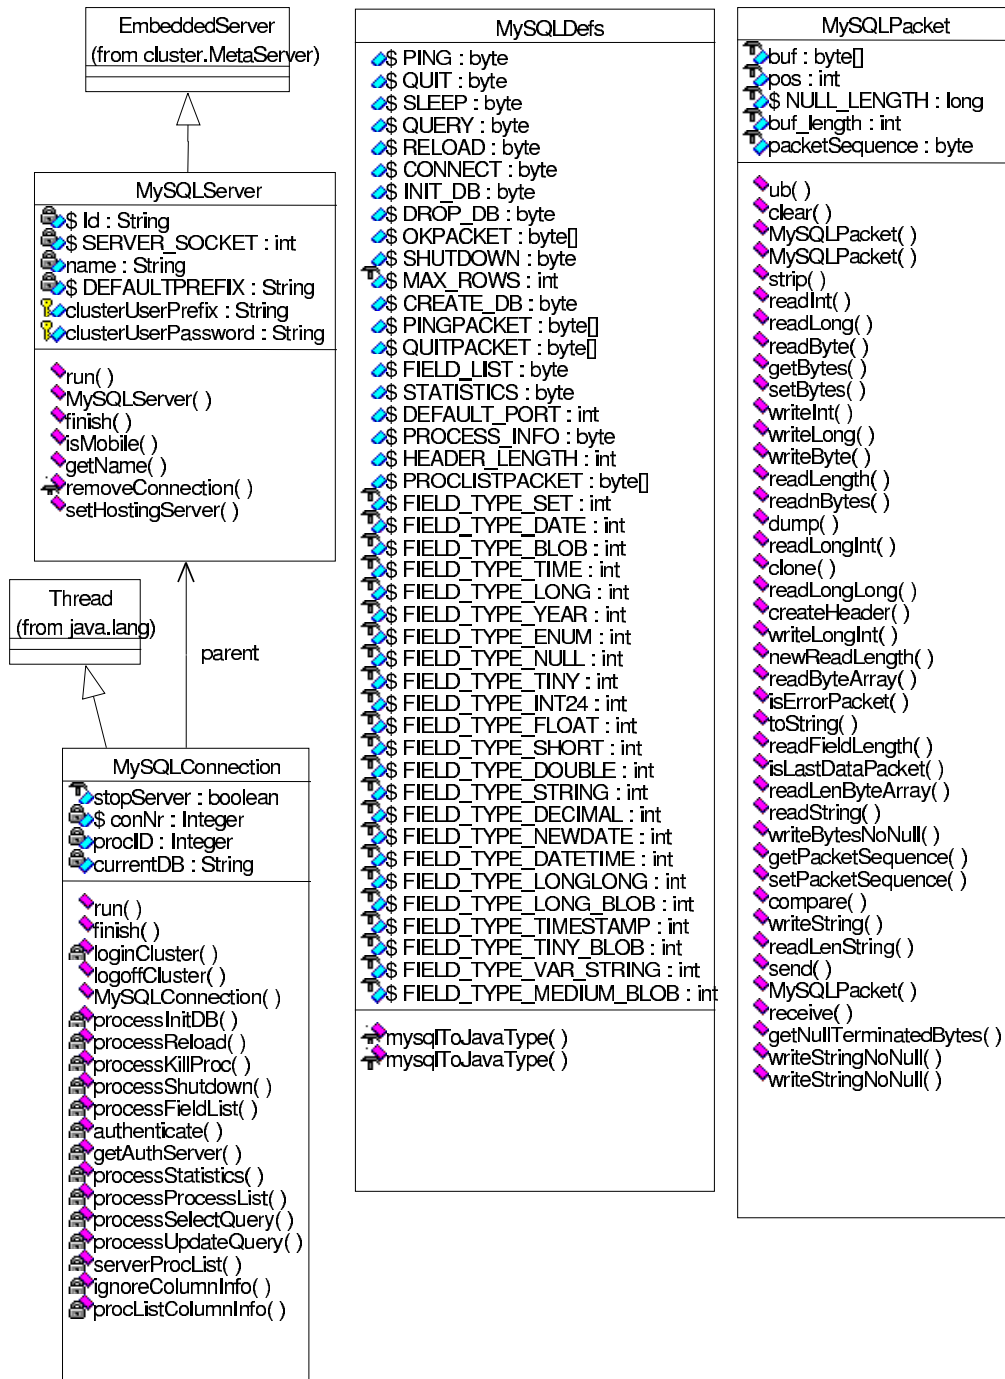 EmbeddedServer
(from cluster.MetaServer)
MySQLServer
$ Id : String
$ SERVER_SOCKET : int
name : String
$ DEFAULTPREFIX : String
clusterUserPrefix : String
clusterUserPassword : String
run( )
MySQLServer( )
finish( )
isMobile( )
getName( )
removeConnection( )
setHostingServer( )
Thread
(from java.lang)
parent
MySQLConnection
stopServer : boolean
$ conNr : Integer
procID : Integer
currentDB : String
run( )
finish( )
loginCluster( )
logoffCluster( )
MySQLConnection( )
processInitDB( )
processReload( )
processKillProc( )
processShutdown( )
processFieldList( )
authenticate( )
getAuthServer( )
processStatistics( )
processProcessList( )
processSelectQuery( )
processUpdateQuery( )
serverProcList( )
ignoreColumnInfo( )
procListColumnInfo( )
MySQLDefs
$ PING : byte
$ QUIT : byte
$ SLEEP : byte
$ QUERY : byte
$ RELOAD : byte
$ CONNECT : byte
$ INIT_DB : byte
$ DROP_DB : byte
$ OKPACKET : byte[]
$ SHUTDOWN : byte
$ MAX_ROWS : int
$ CREATE_DB : byte
$ PINGPACKET : byte[]
$ QUITPACKET : byte[]
$ FIELD_LIST : byte
$ STATISTICS : byte
$ DEFAULT_PORT : int
$ PROCESS_INFO : byte
$ HEADER_LENGTH : int
$ PROCLISTPACKET : byte[]
$ FIELD_TYPE_SET : int
$ FIELD_TYPE_DATE : int
$ FIELD_TYPE_BLOB : int
$ FIELD_TYPE_TIME : int
$ FIELD_TYPE_LONG : int
$ FIELD_TYPE_YEAR : int
$ FIELD_TYPE_ENUM : int
$ FIELD_TYPE_NULL : int
$ FIELD_TYPE_TINY : int
$ FIELD_TYPE_INT24 : int
$ FIELD_TYPE_FLOAT : int
$ FIELD_TYPE_SHORT : int
$ FIELD_TYPE_DOUBLE : int
$ FIELD_TYPE_STRING : int
$ FIELD_TYPE_DECIMAL : int
$ FIELD_TYPE_NEWDATE : int
$ FIELD_TYPE_DATETIME : int
$ FIELD_TYPE_LONGLONG : int
$ FIELD_TYPE_LONG_BLOB : int
$ FIELD_TYPE_TIMESTAMP : int
$ FIELD_TYPE_TINY_BLOB : int
$ FIELD_TYPE_VAR_STRING : int
$ FIELD_TYPE_MEDIUM_BLOB : int
mysqlToJavaType( )
mysqlToJavaType( )
MySQLPacket
buf : byte[]
pos : int
$ NULL_LENGTH : long
buf_length : int
packetSequence : byte
ub( )
clear( )
MySQLPacket( )
MySQLPacket( )
strip( )
readInt( )
readLong( )
readByte( )
getBytes( )
setBytes( )
writeInt( )
writeLong( )
writeByte( )
readLength( )
readnBytes( )
dump( )
readLongInt( )
clone( )
readLongLong( )
createHeader( )
writeLongInt( )
newReadLength( )
readByteArray( )
isErrorPacket( )
toString( )
readFieldLength( )
isLastDataPacket( )
readLenByteArray( )
readString( )
writeBytesNoNull( )
getPacketSequence( )
setPacketSequence( )
compare( )
writeString( )
readLenString( )
send( )
MySQLPacket( )
receive( )
getNullTerminatedBytes( )
writeStringNoNull( )
writeStringNoNull( )